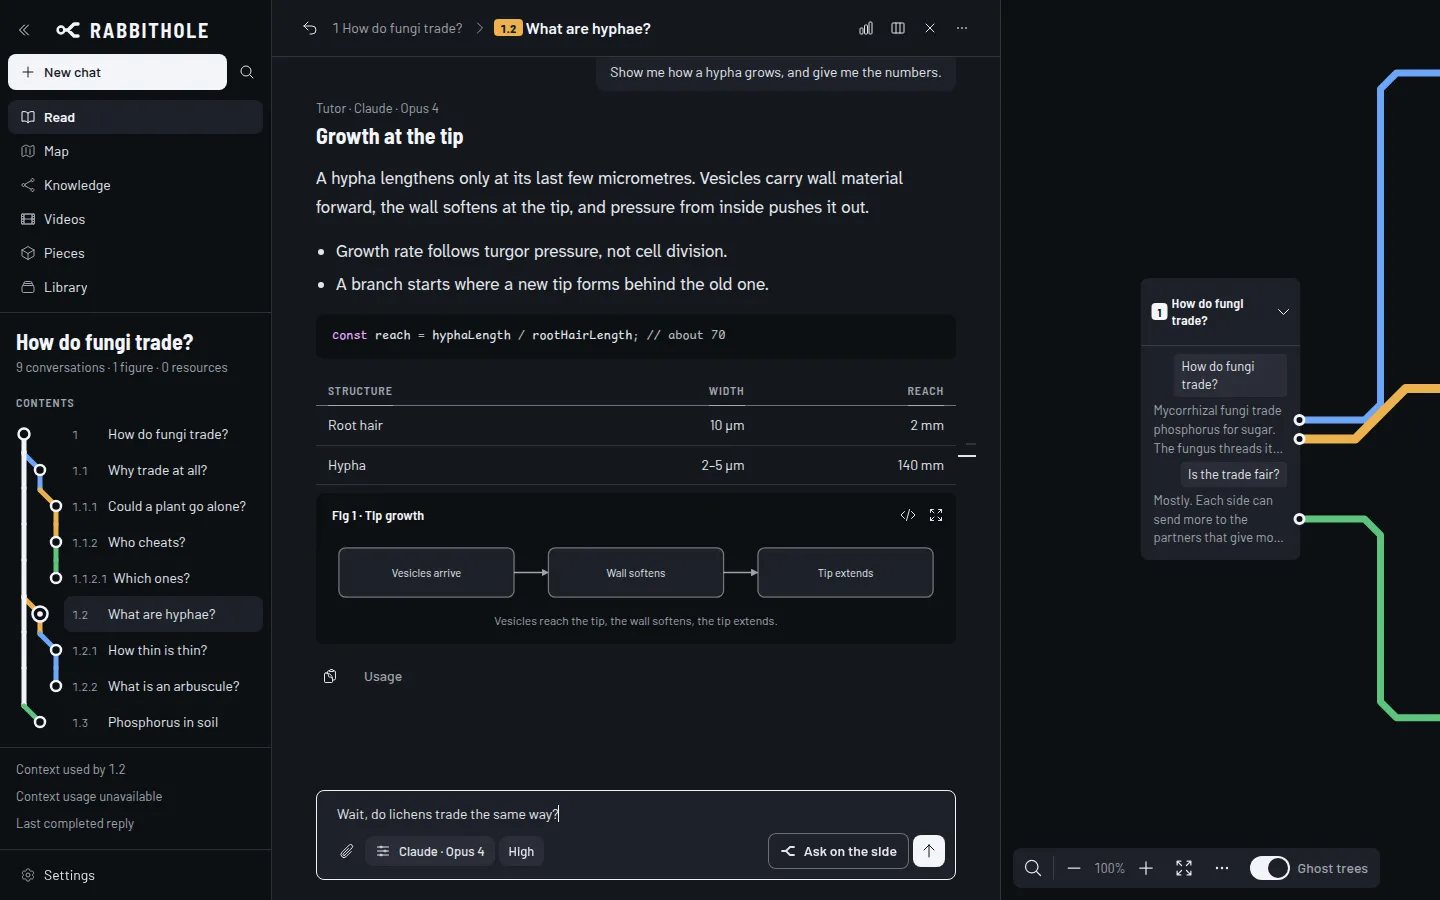 RABBITHOLE
New chat
Read
Map
Knowledge
Videos
Pieces
Library
How do fungi trade?
9 conversations · 1 figure · 0 resources
CONTENTS
1 How do fungi trade?
1.1 Why trade at all?
1.1.1 Could a plant go alone?
1.1.2 Who cheats?
1.1.2.1 Which ones?
1.2 What are hyphae?
1.2.1 How thin is thin?
1.2.2 What is an arbuscule?
1.3 Phosphorus in soil
Context used by 1.2
Context usage unavailable
Last completed reply
Settings
1 How do fungi trade? 1.2 What are hyphae?
Show me how a hypha grows, and give me the numbers.
Tutor · Claude · Opus 4
Growth at the tip
A hypha lengthens only at its last few micrometres. Vesicles carry wall material
forward, the wall softens at the tip, and pressure from inside pushes it out.
• Growth rate follows turgor pressure, not cell division.
• A branch starts where a new tip forms behind the old one.
const reach = hyphaLength / rootHairLength; // about 70
STRUCTURE WIDTH REACH
Root hair 10 µm 2 mm
Hypha 2–5 µm 140 mm
Fig 1 · Tip growth
Vesicles arrive Wall softens Tip extends
Vesicles reach the tip, the wall softens, the tip extends.
Usage
Wait, do lichens trade the same way?
Claude · Opus 4 High Ask on the side
1 How do fungi
trade?
How do fungi
trade?
Mycorrhizal fungi trade
phosphorus for sugar.
The fungus threads it...
Is the trade fair?
Mostly. Each side can
send more to the
partners that give mo...
100% Ghost trees